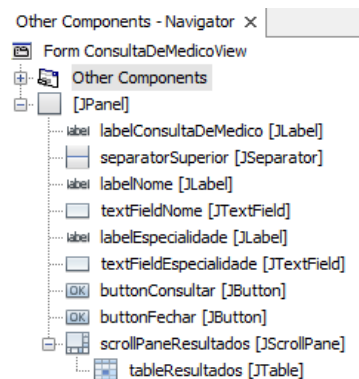 Other Components - Navigator ×
Form ConsultaDeMedicoView
Other Components
[JPanel]
label labelConsultaDeMedico [JLabel]
separatorSuperior [JSeparator]
label labelNome [JLabel]
textFieldNome [JTextField]
label labelEspecialidade [JLabel]
textFieldEspecialidade [JTextField]
OK buttonConsultar [JButton]
OK buttonFechar [JButton]
scrollPaneResultados [JScrollPane]
tableResultados [JTable]